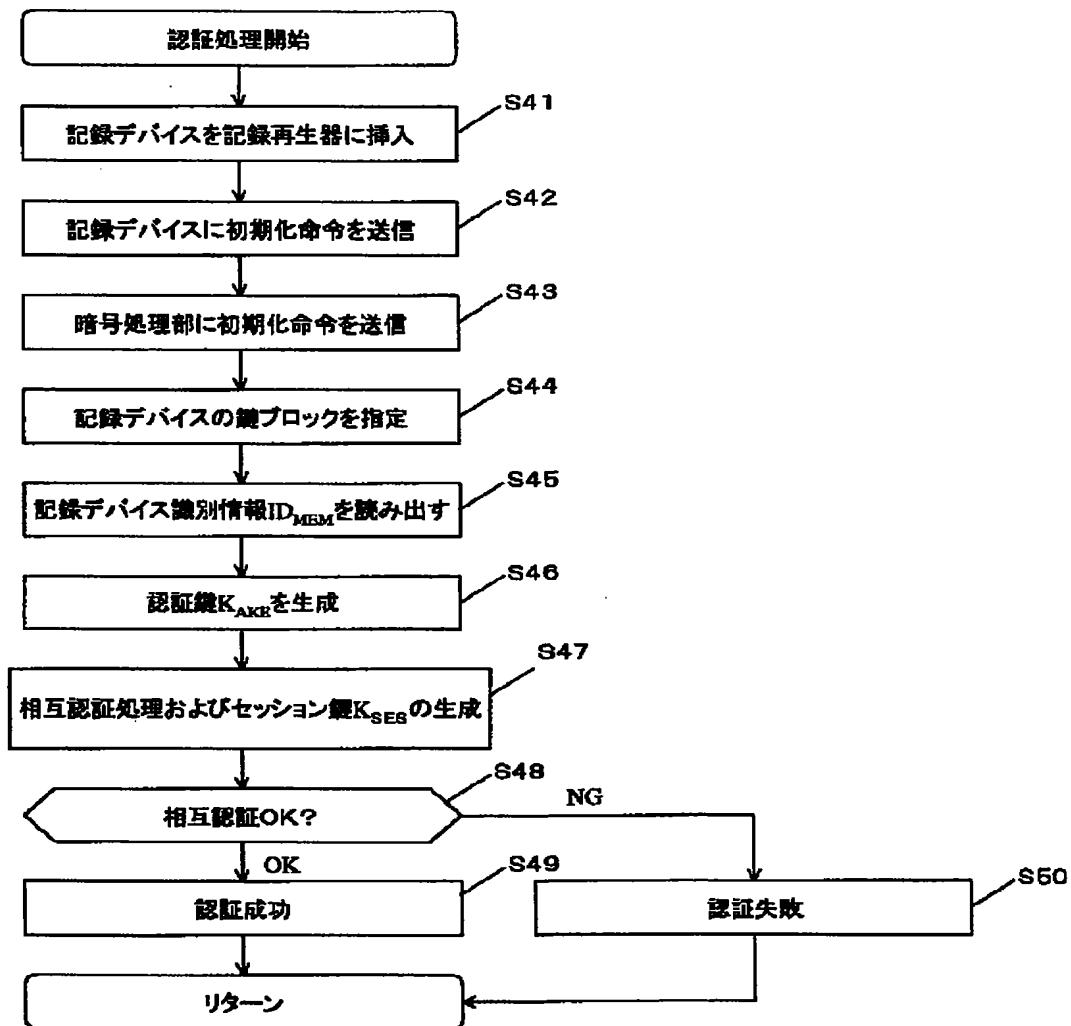 認証処理開始
S41
記録デバイスを記録再生器に挿入
S42
記録デバイスに初期化命令を送信
S43
暗号処理部に初期化命令を送信
S44
記録デバイスの鍵ブロックを指定
S45
記録デバイス識別情報ID_MEMを読み出す
S46
認証鍵K_AKEを生成
S47
相互認証処理およびセッション鍵K_SESの生成
S48
相互認証OK?
NG
OK
S49
認証成功
S50
認証失敗
リターン